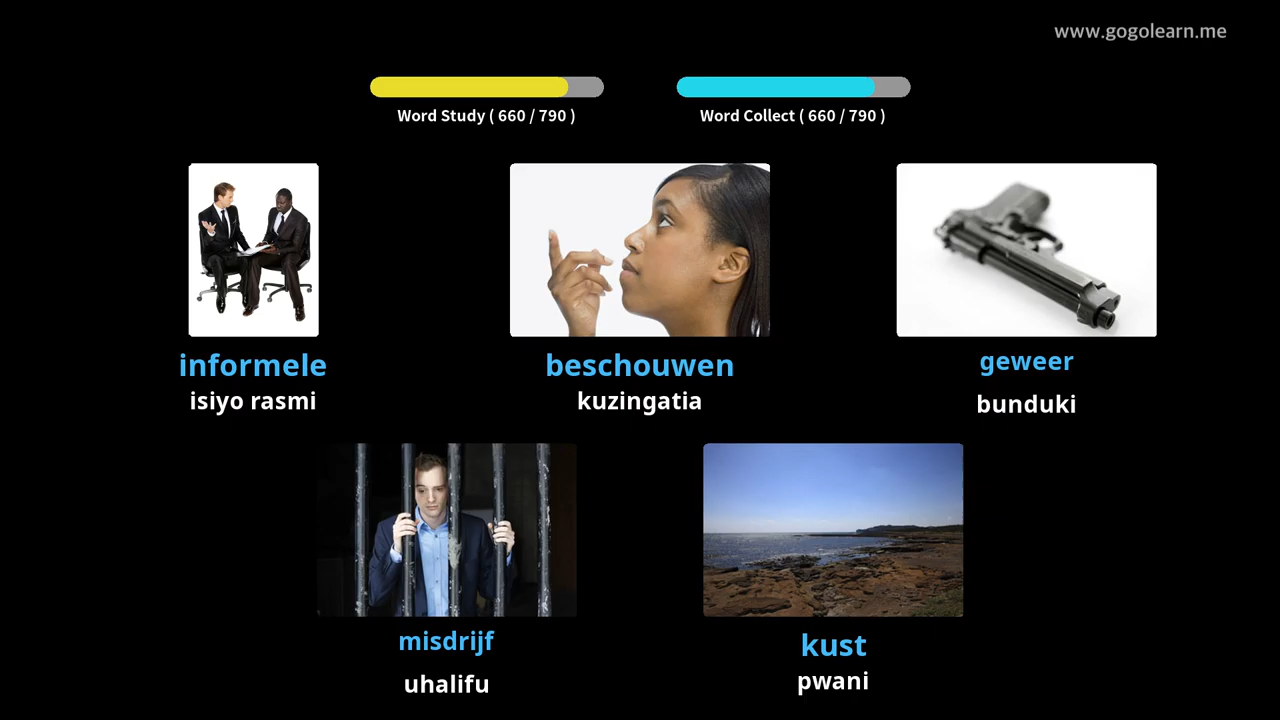 www.gogolearn.me
Word Study ( 660 / 790 )
Word Collect ( 660 / 790 )
informele
isiyo rasmi
beschouwen
kuzingatia
geweer
bunduki
misdrijf
uhalifu
kust
pwani